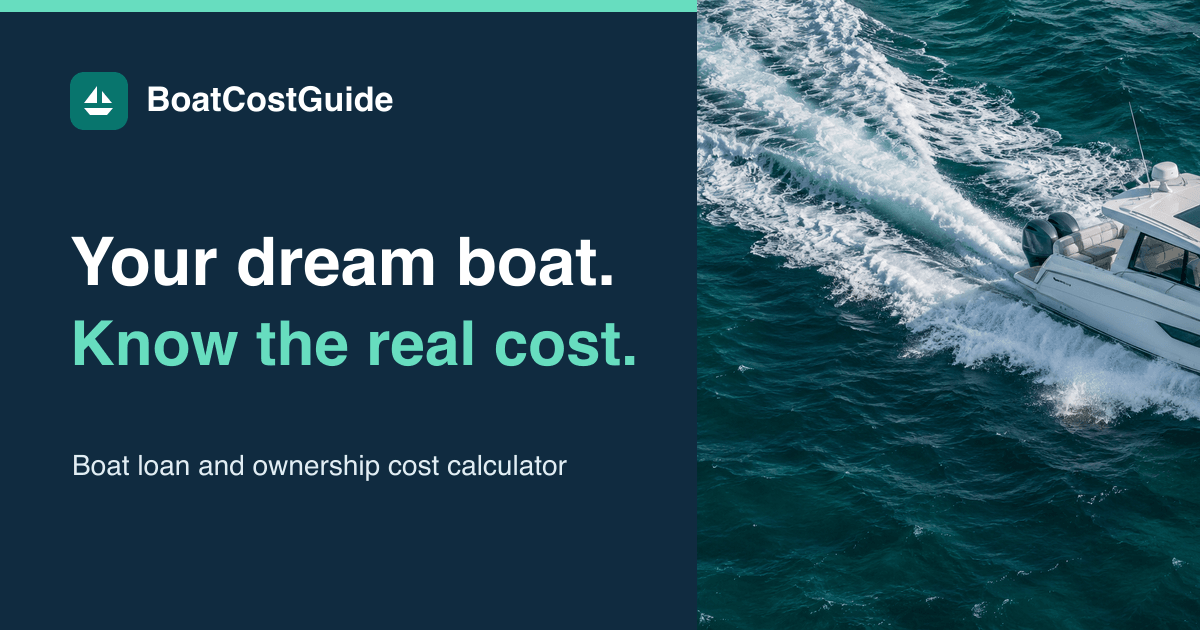 BoatCostGuide
Your dream boat.
Know the real cost.
Boat loan and ownership cost calculator